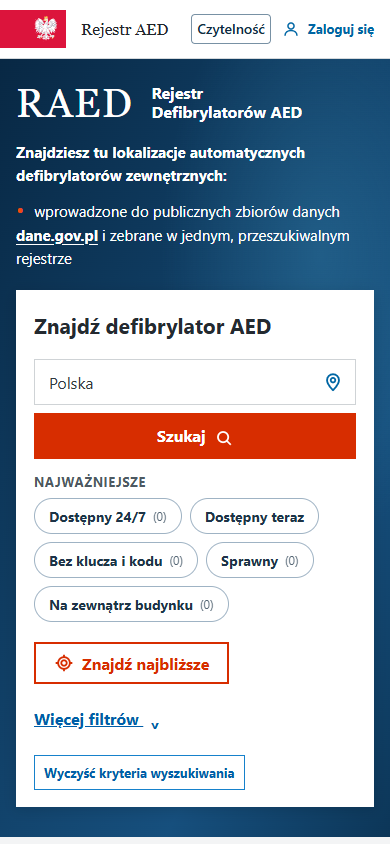 Rejestr AED
Czytelność
Zaloguj się
RAED
Rejestr
Defibrylatorów AED
Znajdziesz tu lokalizacje automatycznych
defibrylatorów zewnętrznych:
wprowadzone do publicznych zbiorów danych
dane.gov.pl i zebrane w jednym, przeszukiwalnym
rejestrze
Znajdź defibrylator AED
Polska
Szukaj
NAJWAŻNIEJSZE
Dostępny 24/7 (0)
Dostępny teraz
Bez klucza i kodu (0)
Sprawny (0)
Na zewnątrz budynku (0)
Znajdź najbliższe
Więcej filtrów
Wyczyść kryteria wyszukiwania